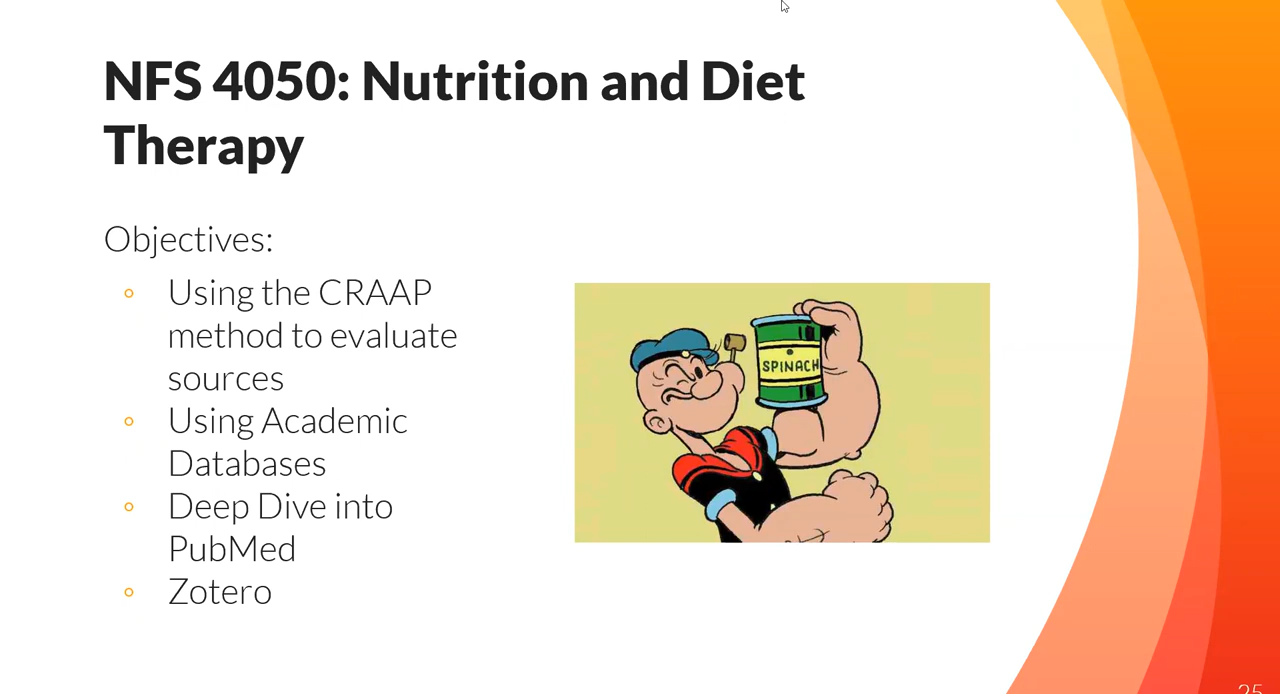 NFS 4050: Nutrition and Diet
Therapy
Objectives:
Using the CRAAP
method to evaluate
sources
Using Academic
Databases
Deep Dive into
PubMed
Zotero
SPINACH
25